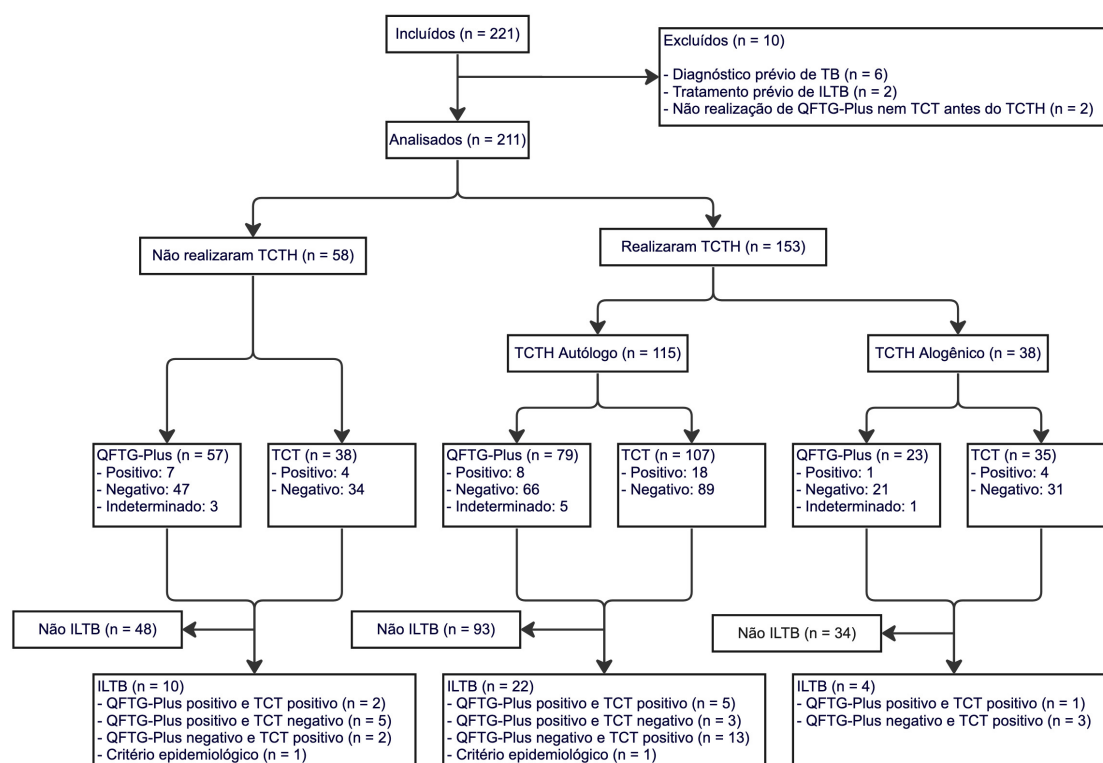 Incluídos (n = 221)
Excluídos (n = 10)
- Diagnóstico prévio de TB (n = 6)
- Tratamento prévio de ILTB (n = 2)
- Não realização de QFTG-Plus nem TCT antes do TCTH (n = 2)
Analisados (n = 211)
Não realizaram TCTH (n = 58)
Realizaram TCTH (n = 153)
TCTH Autólogo (n = 115)
TCTH Alogênico (n = 38)
QFTG-Plus (n = 57)
- Positivo: 7
- Negativo: 47
- Indeterminado: 3
TCT (n = 38)
- Positivo: 4
- Negativo: 34
QFTG-Plus (n = 79)
- Positivo: 8
- Negativo: 66
- Indeterminado: 5
TCT (n = 107)
- Positivo: 18
- Negativo: 89
QFTG-Plus (n = 23)
- Positivo: 1
- Negativo: 21
- Indeterminado: 1
TCT (n = 35)
- Positivo: 4
- Negativo: 31
Não ILTB (n = 48)
Não ILTB (n = 93)
Não ILTB (n = 34)
ILTB (n = 10)
- QFTG-Plus positivo e TCT positivo (n = 2)
- QFTG-Plus positivo e TCT negativo (n = 5)
- QFTG-Plus negativo e TCT positivo (n = 2)
- Critério epidemiológico (n = 1)
ILTB (n = 22)
- QFTG-Plus positivo e TCT positivo (n = 5)
- QFTG-Plus positivo e TCT negativo (n = 3)
- QFTG-Plus negativo e TCT positivo (n = 13)
- Critério epidemiológico (n = 1)
ILTB (n = 4)
- QFTG-Plus positivo e TCT positivo (n = 1)
- QFTG-Plus negativo e TCT positivo (n = 3)